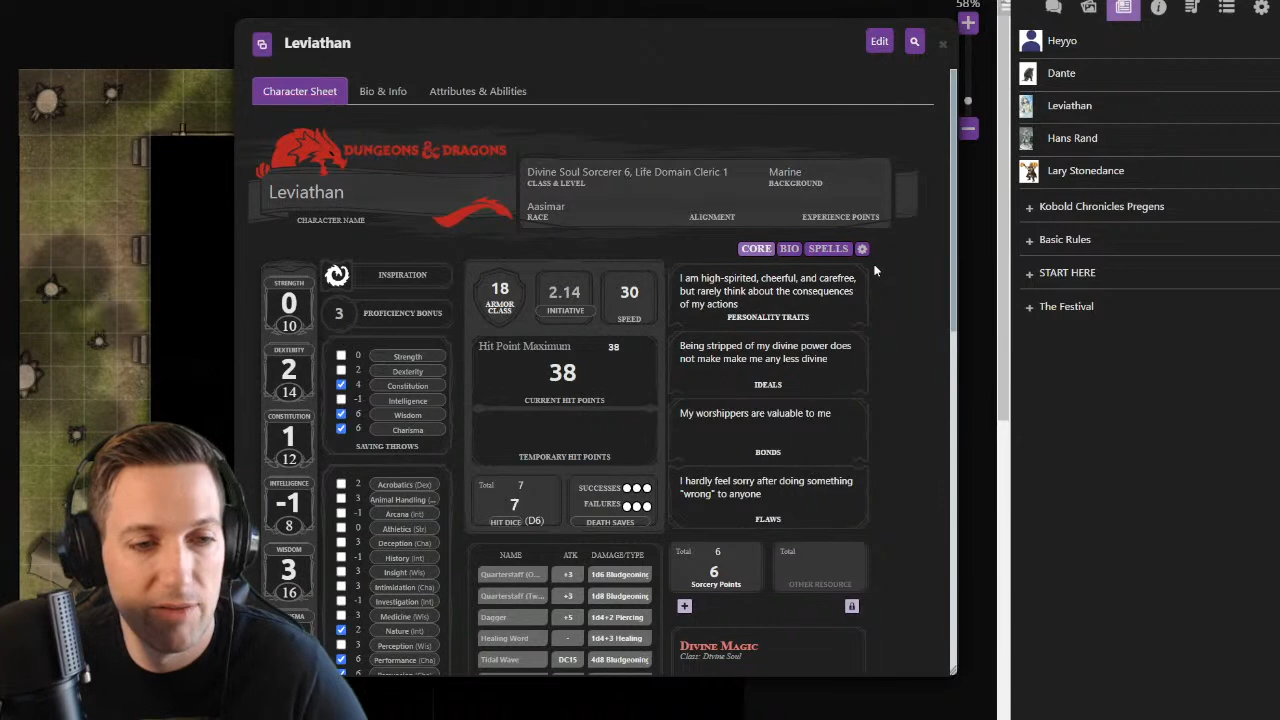 58%
Leviathan
Edit
Character Sheet
Bio & Info
Attributes & Abilities
DUNGEONS & DRAGONS
Leviathan
CHARACTER NAME
Divine Soul Sorcerer 6, Life Domain Cleric 1
CLASS & LEVEL
Marine
BACKGROUND
Aasimar
RACE
ALIGNMENT
EXPERIENCE POINTS
CORE
BIO
SPELLS
STRENGTH
0
10
DEXTERITY
2
14
CONSTITUTION
1
12
INTELLIGENCE
-1
8
WISDOM
3
16
INSPIRATION
3 PROFICIENCY BONUS
0 Strength
2 Dexterity
4 Constitution
-1 Intelligence
6 Wisdom
6 Charisma
SAVING THROWS
2 Acrobatics (Dex)
3 Animal Handling (...
-1 Arcana (Int)
0 Athletics (Str)
3 Deception (Cha)
-1 History (Int)
3 Insight (Wis)
3 Intimidation (Cha)
-1 Investigation (Int)
3 Medicine (Wis)
2 Nature (Int)
3 Perception (Wis)
6 Performance (Cha)
18
ARMOR
CLASS
2.14
INITIATIVE
30
SPEED
Hit Point Maximum 38
38
CURRENT HIT POINTS
TEMPORARY HIT POINTS
Total 7
7
HIT DICE (D6)
SUCCESSES
FAILURES
DEATH SAVES
NAME ATK DAMAGE/TYPE
Quarterstaff (O... +3 1d6 Bludgeoning
Quarterstaff (Tw... +3 1d8 Bludgeoning
Dagger +5 1d4+2 Piercing
Healing Word - 1d4+3 Healing
Tidal Wave DC15 4d8 Bludgeoning
I am high-spirited, cheerful, and carefree,
but rarely think about the consequences
of my actions
PERSONALITY TRAITS
Being stripped of my divine power does
not make make me any less divine
IDEALS
My worshippers are valuable to me
BONDS
I hardly feel sorry after doing something
"wrong" to anyone
FLAWS
Total 6
6
Sorcery Points
Total
OTHER RESOURCE
DIVINE MAGIC
Class: Divine Soul
Heyyo
Dante
Leviathan
Hans Rand
Lary Stonedance
Kobold Chronicles Pregens
Basic Rules
START HERE
The Festival